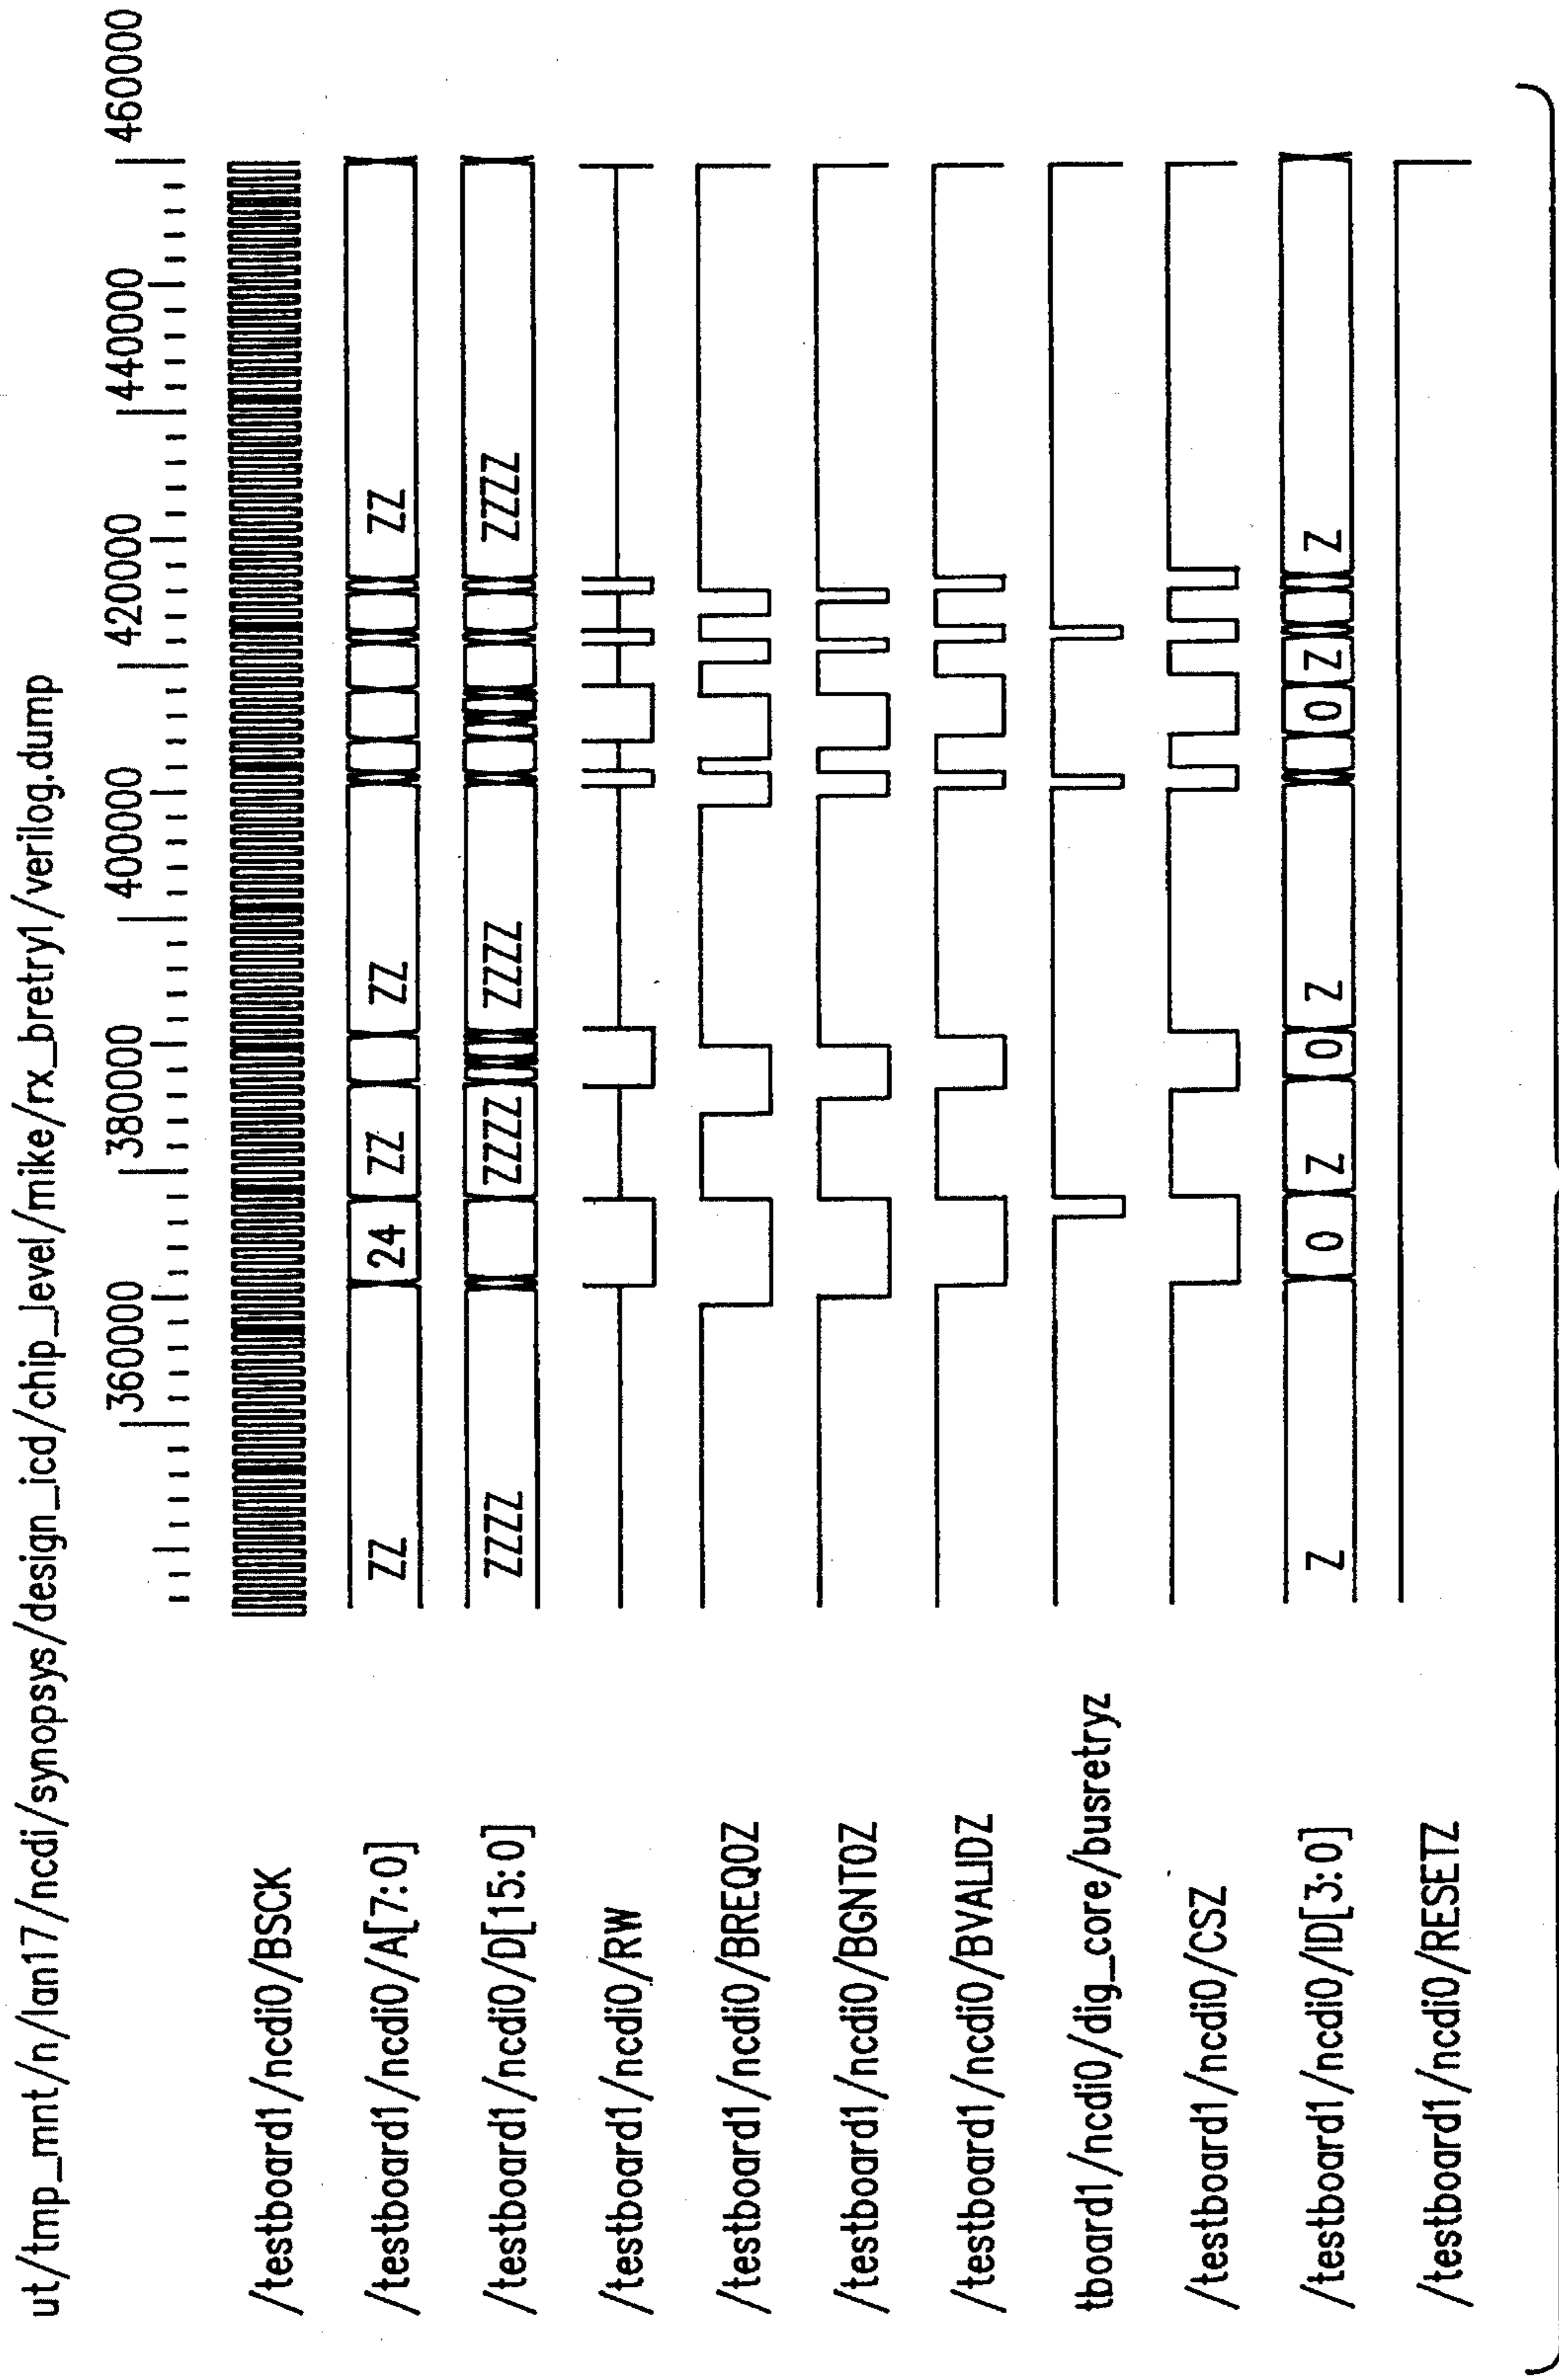 ut/tmp_mnt/n/lan17/ncdi/synopsys/design_icd/chip_level/mike/rx_bretry1/verilog.dump
360000 380000 400000 420000 440000 460000
/testboard1/ncdi0/BSCK
/testboard1/ncdi0/A[7:0] ZZ 24 ZZ ZZ ZZ
/testboard1/ncdi0/D[15:0] ZZZZ ZZZZ ZZZZ ZZZZ
/testboard1/ncdi0/RW
/testboard1/ncdi0/BREQ0Z
/testboard1/ncdi0/BGNT0Z
/testboard1/ncdi0/BVALIDZ
tboard1/ncdi0/dig_core/busretryz
/testboard1/ncdi0/CSZ
/testboard1/ncdi0/ID[3:0] Z 0 Z 0 Z 0 Z Z
/testboard1/ncdi0/RESETZ